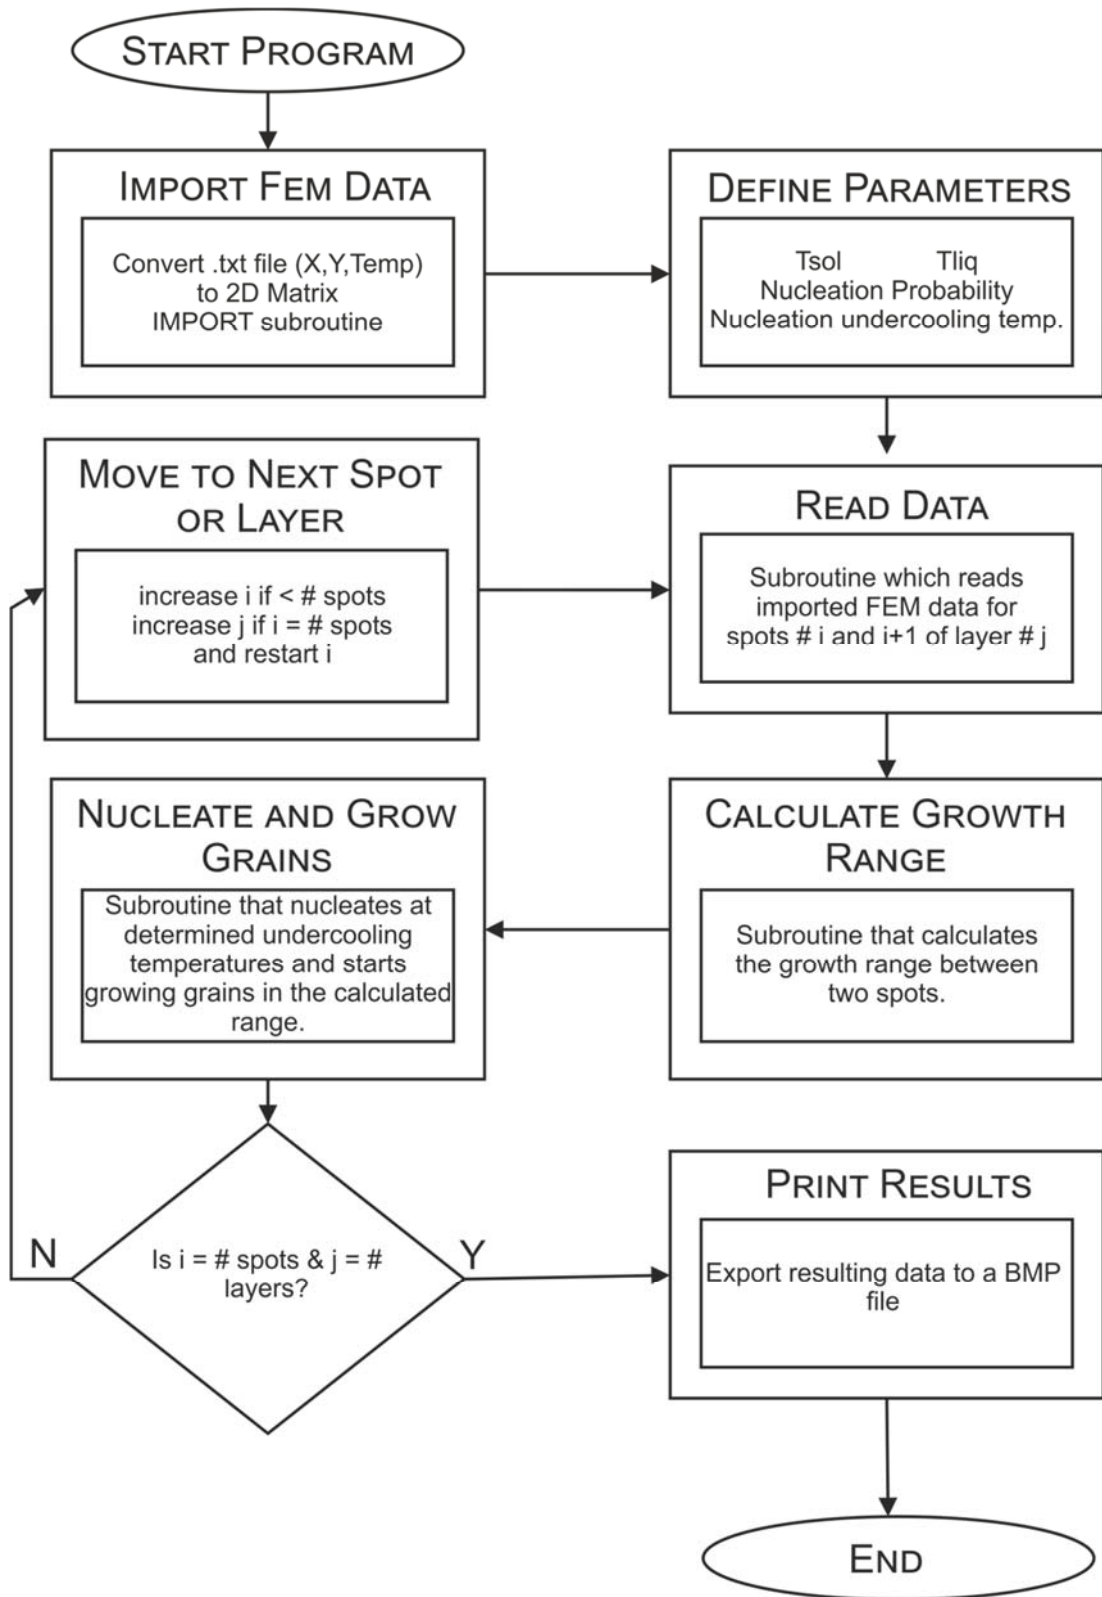 START PROGRAM
IMPORT FEM DATA
Convert .txt file (X,Y,Temp)
to 2D Matrix
IMPORT subroutine
DEFINE PARAMETERS
Tsol Tliq
Nucleation Probability
Nucleation undercooling temp.
MOVE TO NEXT SPOT
OR LAYER
increase i if < # spots
increase j if i = # spots
and restart i
READ DATA
Subroutine which reads
imported FEM data for
spots # i and i+1 of layer # j
NUCLEATE AND GROW
GRAINS
Subroutine that nucleates at
determined undercooling
temperatures and starts
growing grains in the calculated
range.
CALCULATE GROWTH
RANGE
Subroutine that calculates
the growth range between
two spots.
N
Is i = # spots & j = #
layers?
Y
PRINT RESULTS
Export resulting data to a BMP
file
END